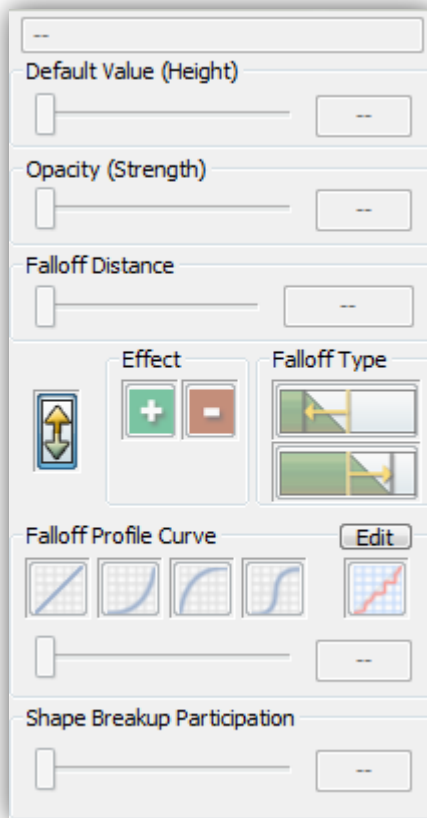 --
Default Value (Height)
--
Opacity (Strength)
--
Falloff Distance
--
Effect Falloff Type
+ -
Falloff Profile Curve Edit
--
Shape Breakup Participation
--